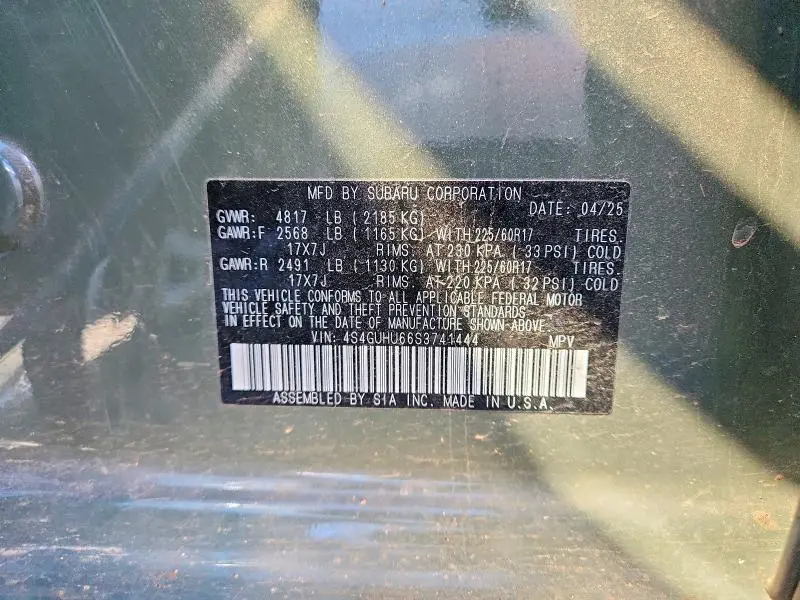 MFD BY SUBARU CORPORATION
DATE: 04/25
GVWR: 4817 LB (2185 KG)
GAWR:F 2568 LB (1165 KG) WITH 225/60R17 TIRES.
17X7J RIMS. AT 230 KPA (-33 PSI) COLD
GAWR:R 2491 LB (1130 KG) WITH 225/60R17 TIRES.
17X7J RIMS. AT 220 KPA (.32 PSI) COLD
THIS VEHICLE CONFORMS TO ALL APPLICABLE FEDERAL MOTOR
VEHICLE SAFETY AND THEFT PREVENTION STANDARDS
IN EFFECT ON THE DATE OF MANUFACTURE SHOWN ABOVE.
VIN: 4S4GUHU66S3741444 MPV
ASSEMBLED BY SIA INC. MADE IN U.S.A.